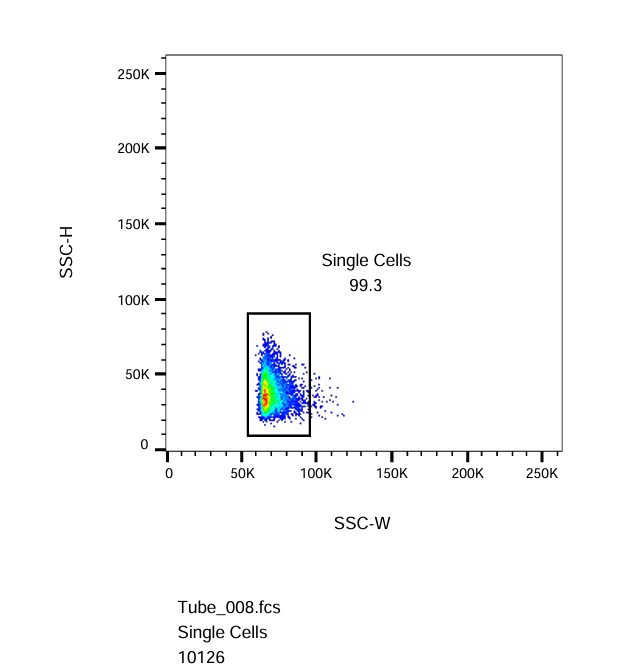 250K
200K
150K
100K
50K
0
SSC-H
Single Cells
99.3
0
50K
100K
150K
200K
250K
SSC-W
Tube_008.fcs
Single Cells
10126